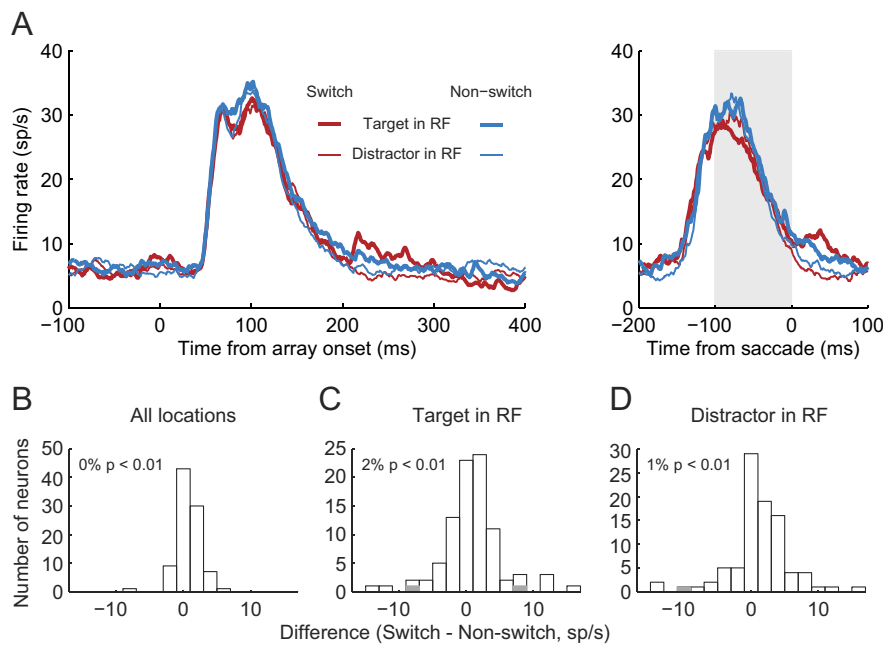 A
Firing rate (sp/s)
40
30
20
10
0
−100 0 100 200 300 400
Time from array onset (ms)
Switch Non-switch
Target in RF
Distractor in RF
40
30
20
10
0
−200 −100 0 100
Time from saccade (ms)
B
All locations
Number of neurons
50
40
30
20
10
0
0% p < 0.01
−10 0 10
C
Target in RF
25
20
15
10
5
0
2% p < 0.01
−10 0 10
D
Distractor in RF
30
25
20
15
10
5
0
1% p < 0.01
−10 0 10
Difference (Switch - Non-switch, sp/s)